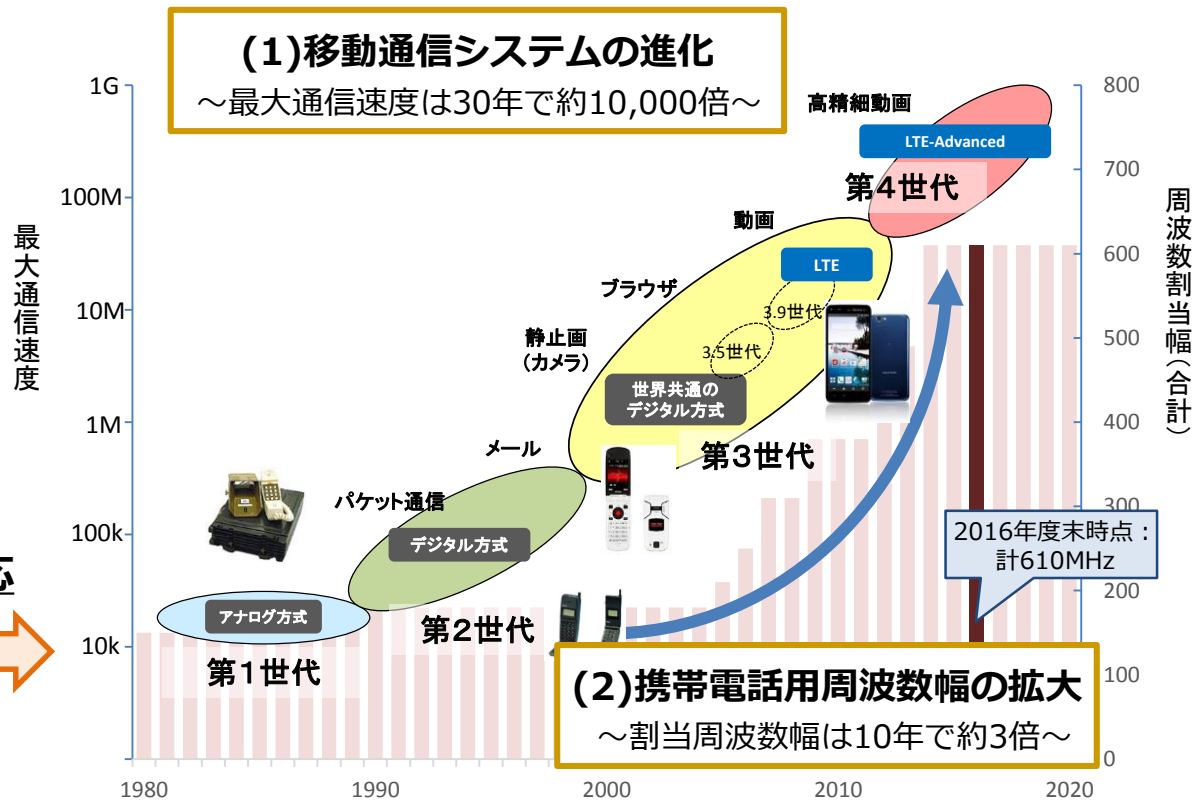 (1)移動通信システムの進化
～最大通信速度は30年で約10,000倍～
最大通信速度
1G
100M
10M
1M
100k
10k
周波数割当幅(合計)
800
700
600
500
400
300
200
100
0
高精細動画
LTE-Advanced
第4世代
動画
LTE
ブラウザ
3.9世代
静止画
(カメラ)
3.5世代
世界共通の
デジタル方式
第3世代
メール
パケット通信
デジタル方式
第2世代
アナログ方式
第1世代
2016年度末時点：
計610MHz
応
(2)携帯電話用周波数幅の拡大
～割当周波数幅は10年で約3倍～
1980
1990
2000
2010
2020